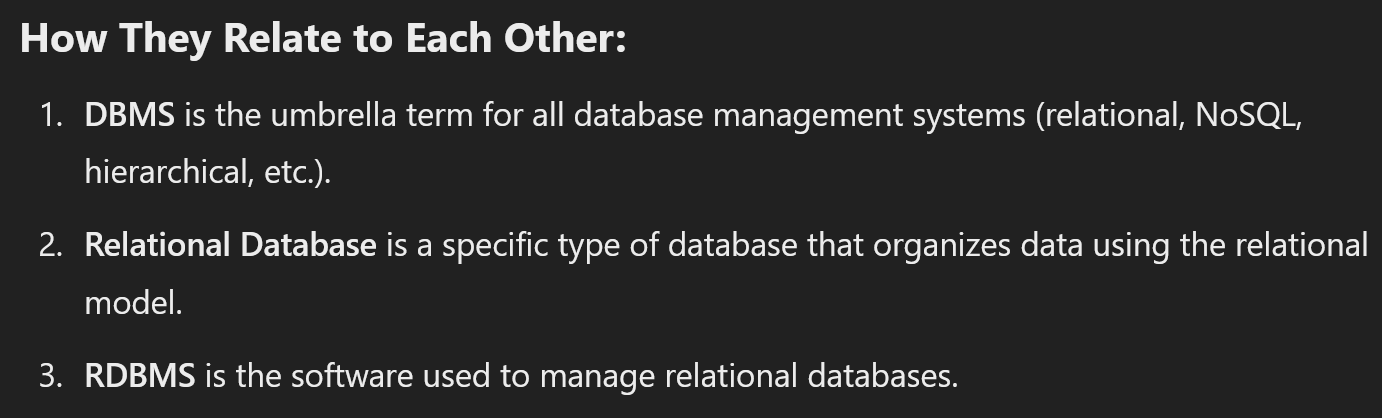 How They Relate to Each Other:
1. DBMS is the umbrella term for all database management systems (relational, NoSQL,
hierarchical, etc.).
2. Relational Database is a specific type of database that organizes data using the relational
model.
3. RDBMS is the software used to manage relational databases.